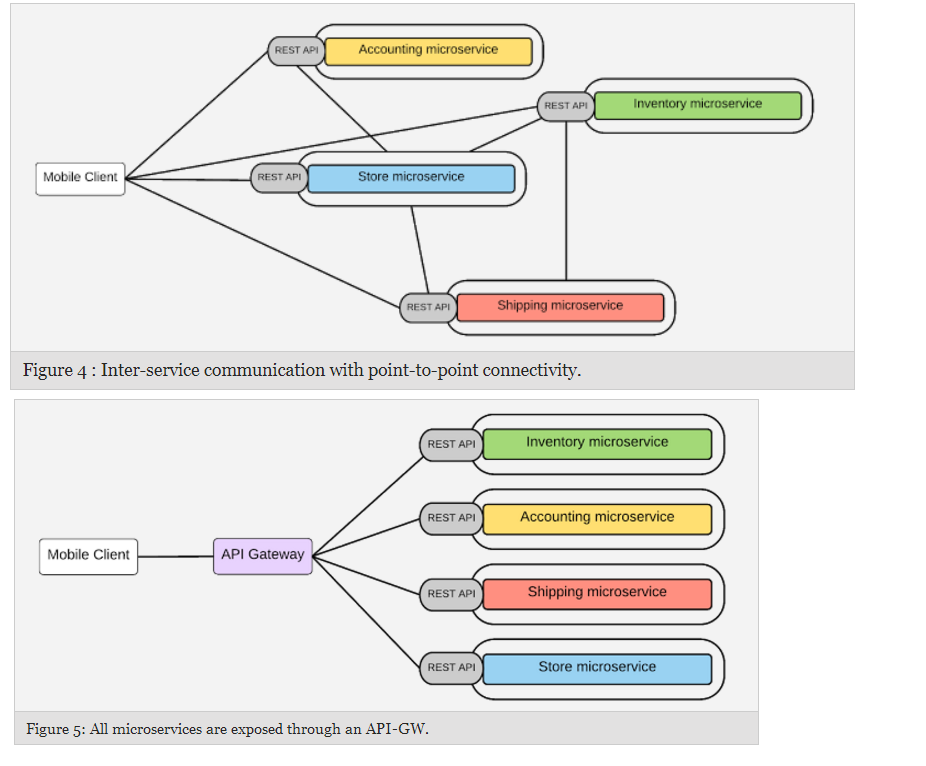 REST API
Accounting microservice
REST API
Inventory microservice
Mobile Client
REST API
Store microservice
REST API
Shipping microservice
Figure 4 : Inter-service communication with point-to-point connectivity.
REST API
Inventory microservice
REST API
Accounting microservice
Mobile Client
API Gateway
REST API
Shipping microservice
REST API
Store microservice
Figure 5: All microservices are exposed through an API-GW.